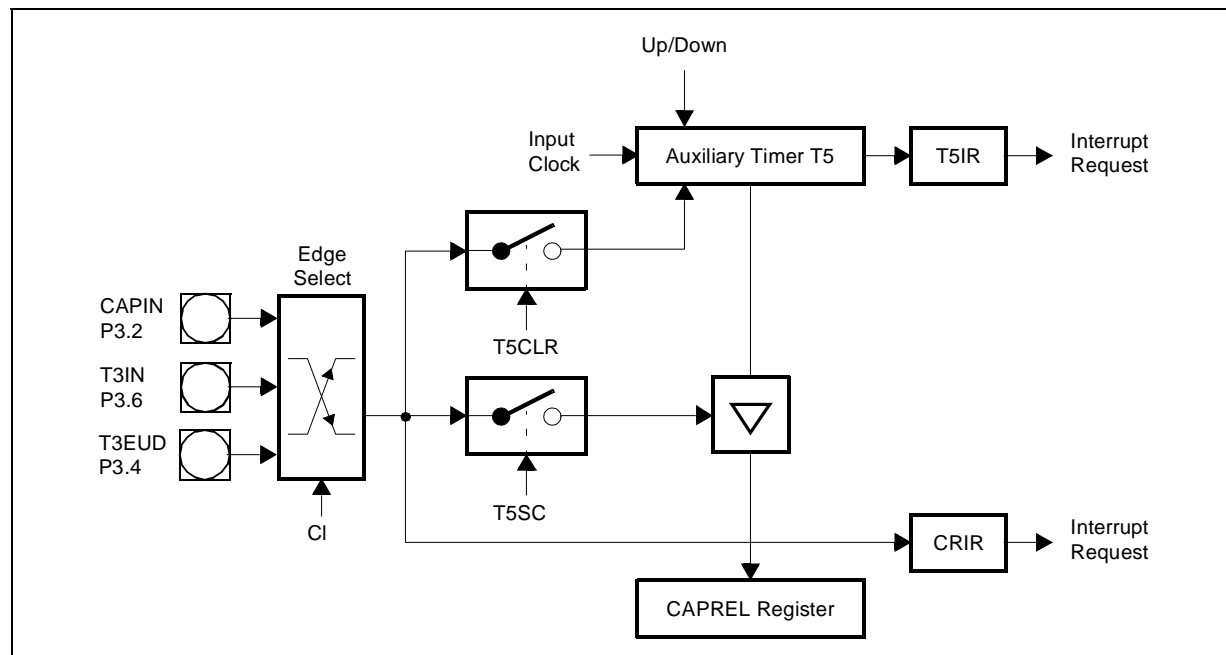 Up/Down
Input
Clock
Auxiliary Timer T5
T5IR
Interrupt
Request
Edge
Select
CAPIN
P3.2
T5CLR
T3IN
P3.6
T3EUD
P3.4
T5SC
CI
CRIR
Interrupt
Request
CAPREL Register